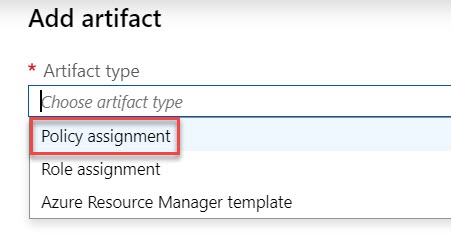 Add artifact
* Artifact type
Choose artifact type
Policy assignment
Role assignment
Azure Resource Manager template